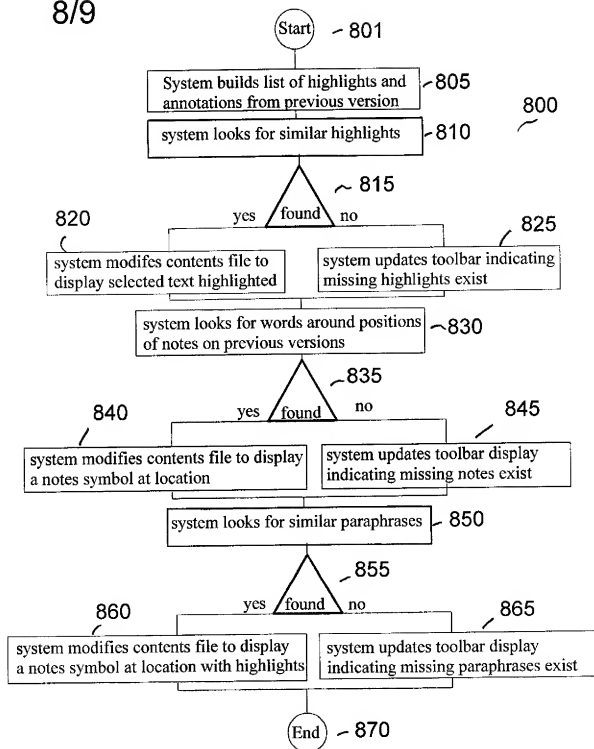 8/9
Start
801
System builds list of highlights and
annotations from previous version
805
800
system looks for similar highlights
810
815
yes
found
no
820
825
system modifes contents file to
display selected text highlighted
system updates toolbar indicating
missing highlights exist
system looks for words around positions
of notes on previous versions
830
835
yes
found
no
840
845
system modifies contents file to display
a notes symbol at location
system updates toolbar display
indicating missing notes exist
system looks for similar paraphrases
850
855
yes
found
no
860
865
system modifies contents file to display
a notes symbol at location with highlights
system updates toolbar display
indicating missing paraphrases exist
End
870